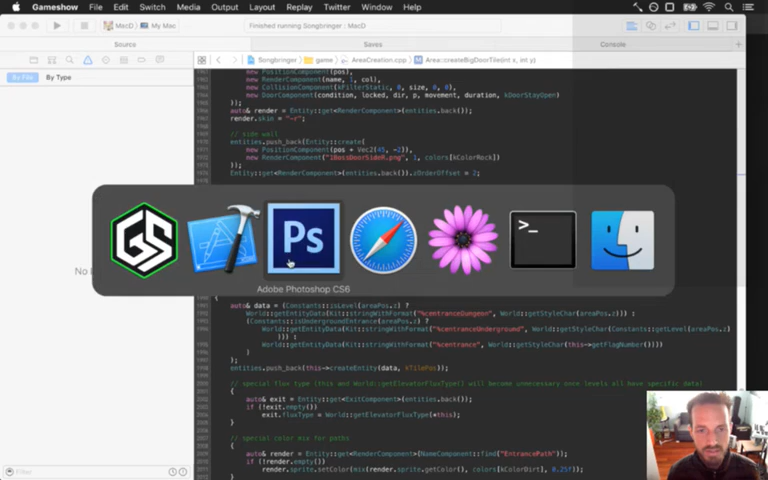 Gameshow File Edit Switch Media Output Layout Replay Twitter Window Help
MacD My Mac Finished running Songbringer : MacD
Source Saves Console
Songbringer game AreaCreation.cpp Area::createBigDoorTile(int x, int y)
By File By Type
new PositionComponent(pos),
new RenderComponent(name, 1, col),
new CollisionComponent(kFilterStatic, 0, size, 0, 0),
new DoorComponent(condition, locked, dir, p, movement, duration, kDoorStayOpen)
));
auto& render = Entity::get<RenderComponent>(entities.back());
render.skin = "-r";
// side wall
entities.push_back(Entity::create(
new PositionComponent(pos + Vec2(45, -2)),
new RenderComponent("1BossDoorSideR.png", 1, colors[kColorRock])
));
Entity::get<RenderComponent>(entities.back()).zOrderOffset = 2;
GS Ps >_
Adobe Photoshop CS6
No
{
auto& data = (Constants::isLevel(areaPos.z) ?
World::getEntityData(Kit::stringWithFormat("%centranceDungeon", World::getStyleChar(areaPos.z))) :
(Constants::isUndergroundEntrance(areaPos.z) ?
World::getEntityData(Kit::stringWithFormat("%centranceUnderground", World::getStyleChar(Constants::getLevel(areaPos.z)
))) :
World::getEntityData(Kit::stringWithFormat("%centrance", World::getStyleChar(this->getFlagNumber())))
));
entities.push_back(this->createEntity(data, kTilePos));
// special flux type (this and World::getElevatorFluxType() will become unnecessary once levels all have specific data)
{
auto& exit = Entity::get<ExitComponent>(entities.back());
if (!exit.empty())
exit.fluxType = World::getElevatorFluxType(*this);
}
// special color mix for paths
{
auto& render = Entity::get<RenderComponent>(NameComponent::find("EntrancePath"));
if (!render.empty())
render.sprite.setColor(mix(render.sprite.getColor(), colors[kColorDirt], 0.25f));
}
Filter